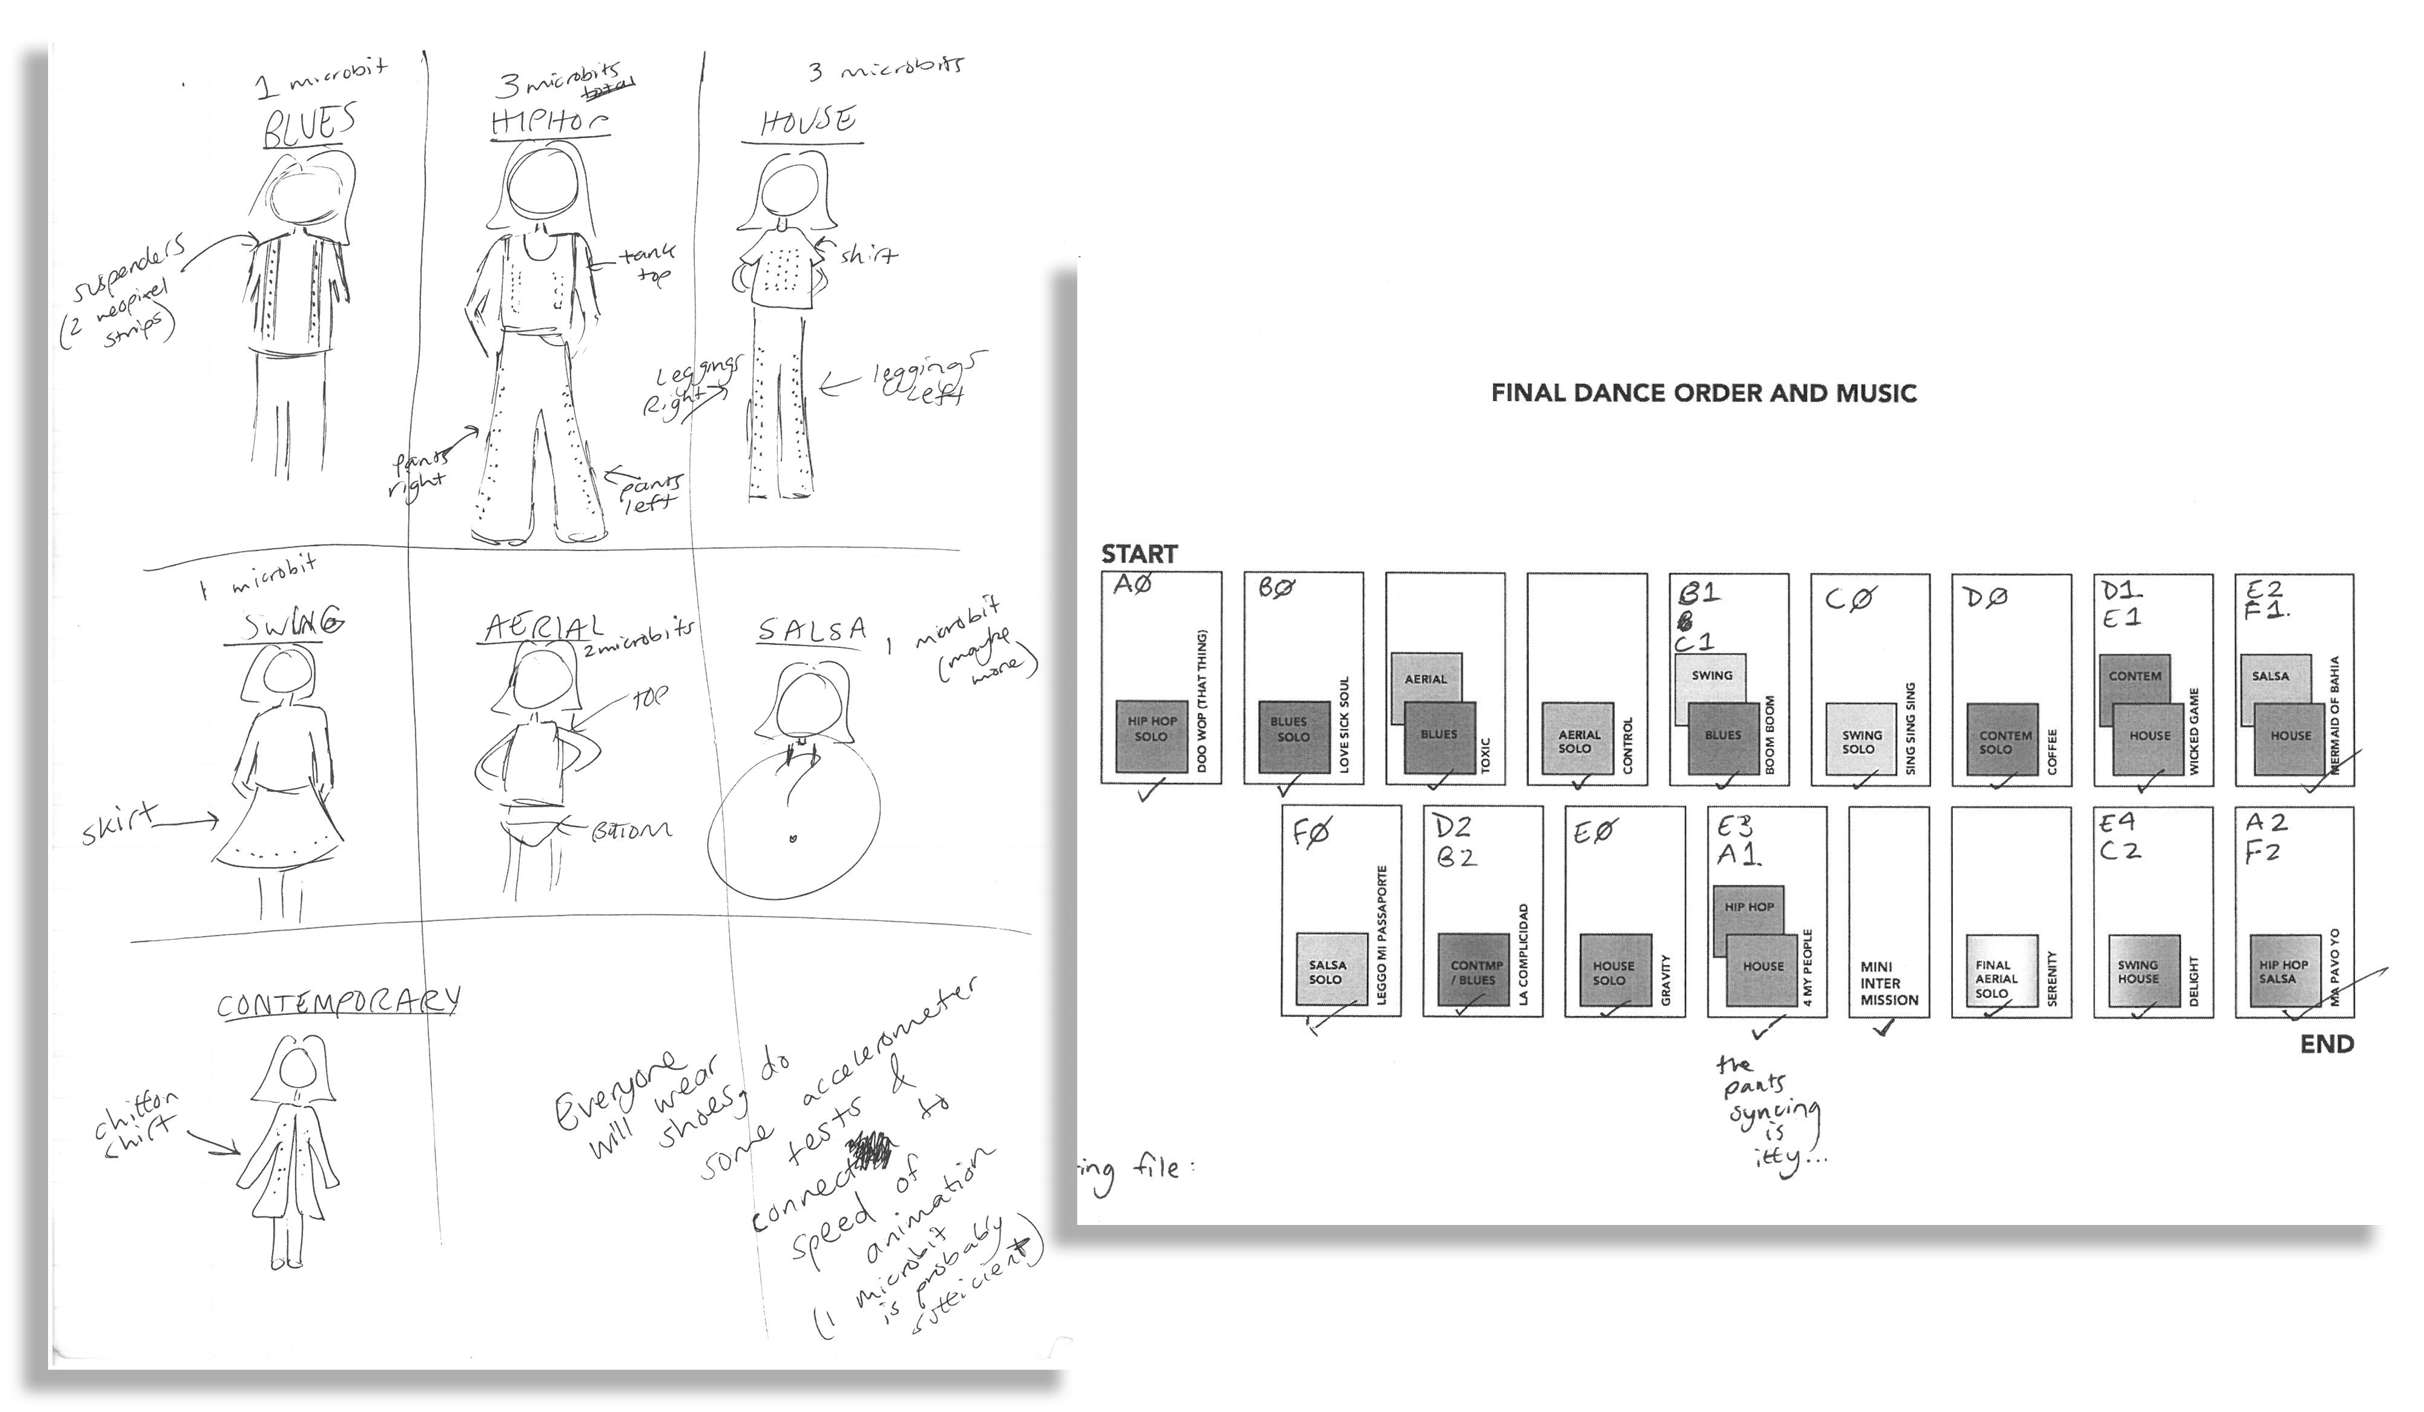 1 microbit
BLUES
suspenders
(2 neopixel
strips)
3 microbits
total
HIPHOP
tank
top
pants
right
pants
left
3 microbits
HOUSE
shirt
Leggings
Right
leggings
left
1 microbit
SWING
skirt
AERIAL
2 microbits
TOP
BOTTOM
SALSA
1 microbit
(maybe
more)
CONTEMPORARY
chiffon
shirt
Everyone
will wear
shoes, do
some accelerometer
tests &
connect to
speed of
animation
(1 microbit
is probably
sufficient)
FINAL DANCE ORDER AND MUSIC
START
A0
HIP HOP
SOLO
DOO WOP (THAT THING)
B0
BLUES
SOLO
LOVE SICK SOUL
AERIAL
BLUES
TOXIC
AERIAL
SOLO
CONTROL
B1
C1
SWING
BLUES
BOOM BOOM
C0
SWING
SOLO
SING SING SING
D0
CONTEM
SOLO
COFFEE
D1
E1
CONTEM
HOUSE
WICKED GAME
E2
F1.
SALSA
HOUSE
MERMAID OF BAHIA
F0
SALSA
SOLO
LEGGO MI PASSAPORTE
D2
B2
CONTMP
/ BLUES
LA COMPLICIDAD
E0
HOUSE
SOLO
GRAVITY
E3
A1.
HIP HOP
HOUSE
4 MY PEOPLE
MINI
INTER
MISSION
FINAL
AERIAL
SOLO
SERENITY
E4
C2
SWING
HOUSE
DELIGHT
A2
F2
HIP HOP
SALSA
MA PAVO YO
END
the
pants
syncing
is
iffy...
ing file: